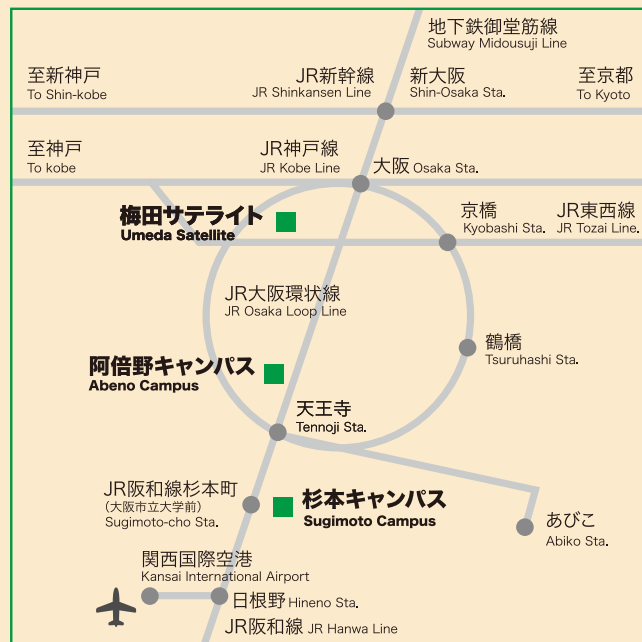 地下鉄御堂筋線
Subway Midousuji Line
至新神戸
To Shin-kobe
JR新幹線
JR Shinkansen Line
新大阪
Shin-Osaka Sta.
至京都
To Kyoto
至神戸
To kobe
JR神戸線
JR Kobe Line
大阪 Osaka Sta.
梅田サテライト
Umeda Satellite
京橋
Kyobashi Sta.
JR東西線
JR Tozai Line.
JR大阪環状線
JR Osaka Loop Line
鶴橋
Tsuruhashi Sta.
阿倍野キャンパス
Abeno Campus
天王寺
Tennoji Sta.
JR阪和線杉本町
(大阪市立大学前)
Sugimoto-cho Sta.
杉本キャンパス
Sugimoto Campus
あびこ
Abiko Sta.
関西国際空港
Kansai International Airport
日根野 Hineno Sta.
JR阪和線 JR Hanwa Line